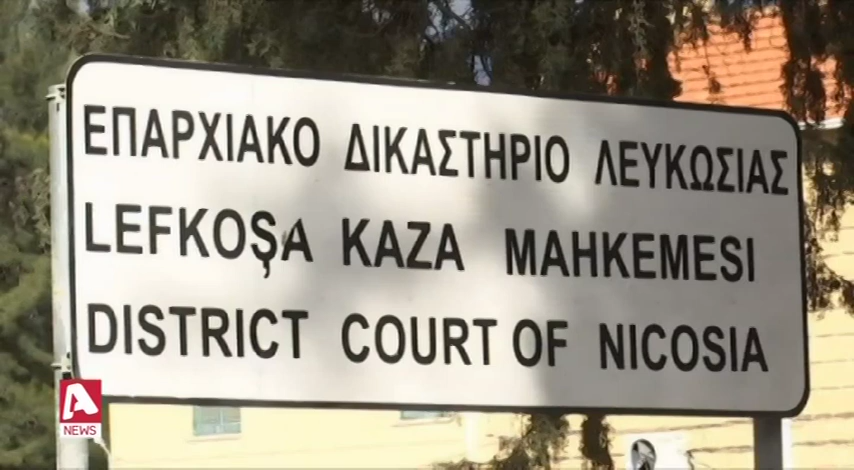 ΕΠΑΡΧΙΑΚΟ ΔΙΚΑΣΤΗΡΙΟ ΛΕΥΚΩΣΙΑΣ
LEFKOŞA KAZA MAHKEMESI
DISTRICT COURT OF NICOSIA
A
NEWS